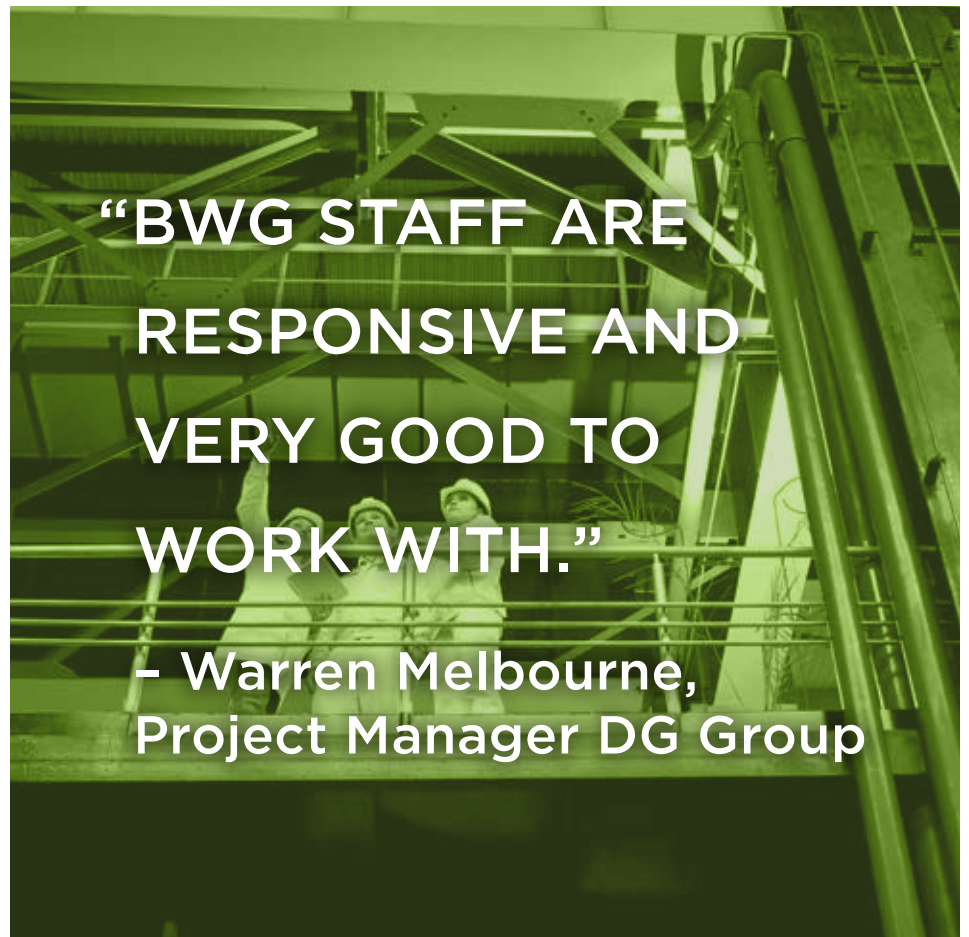 “BWG STAFF ARE
RESPONSIVE AND
VERY GOOD TO
WORK WITH.”
– Warren Melbourne,
Project Manager DG Group